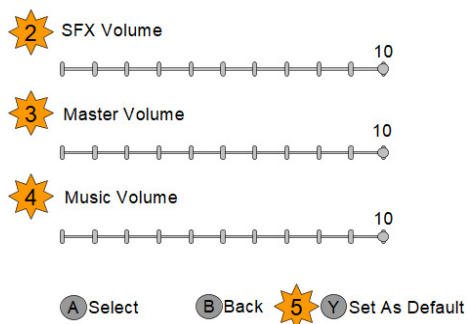 2 SFX Volume
10
3 Master Volume
10
4 Music Volume
10
A Select B Back 5 Y Set As Default